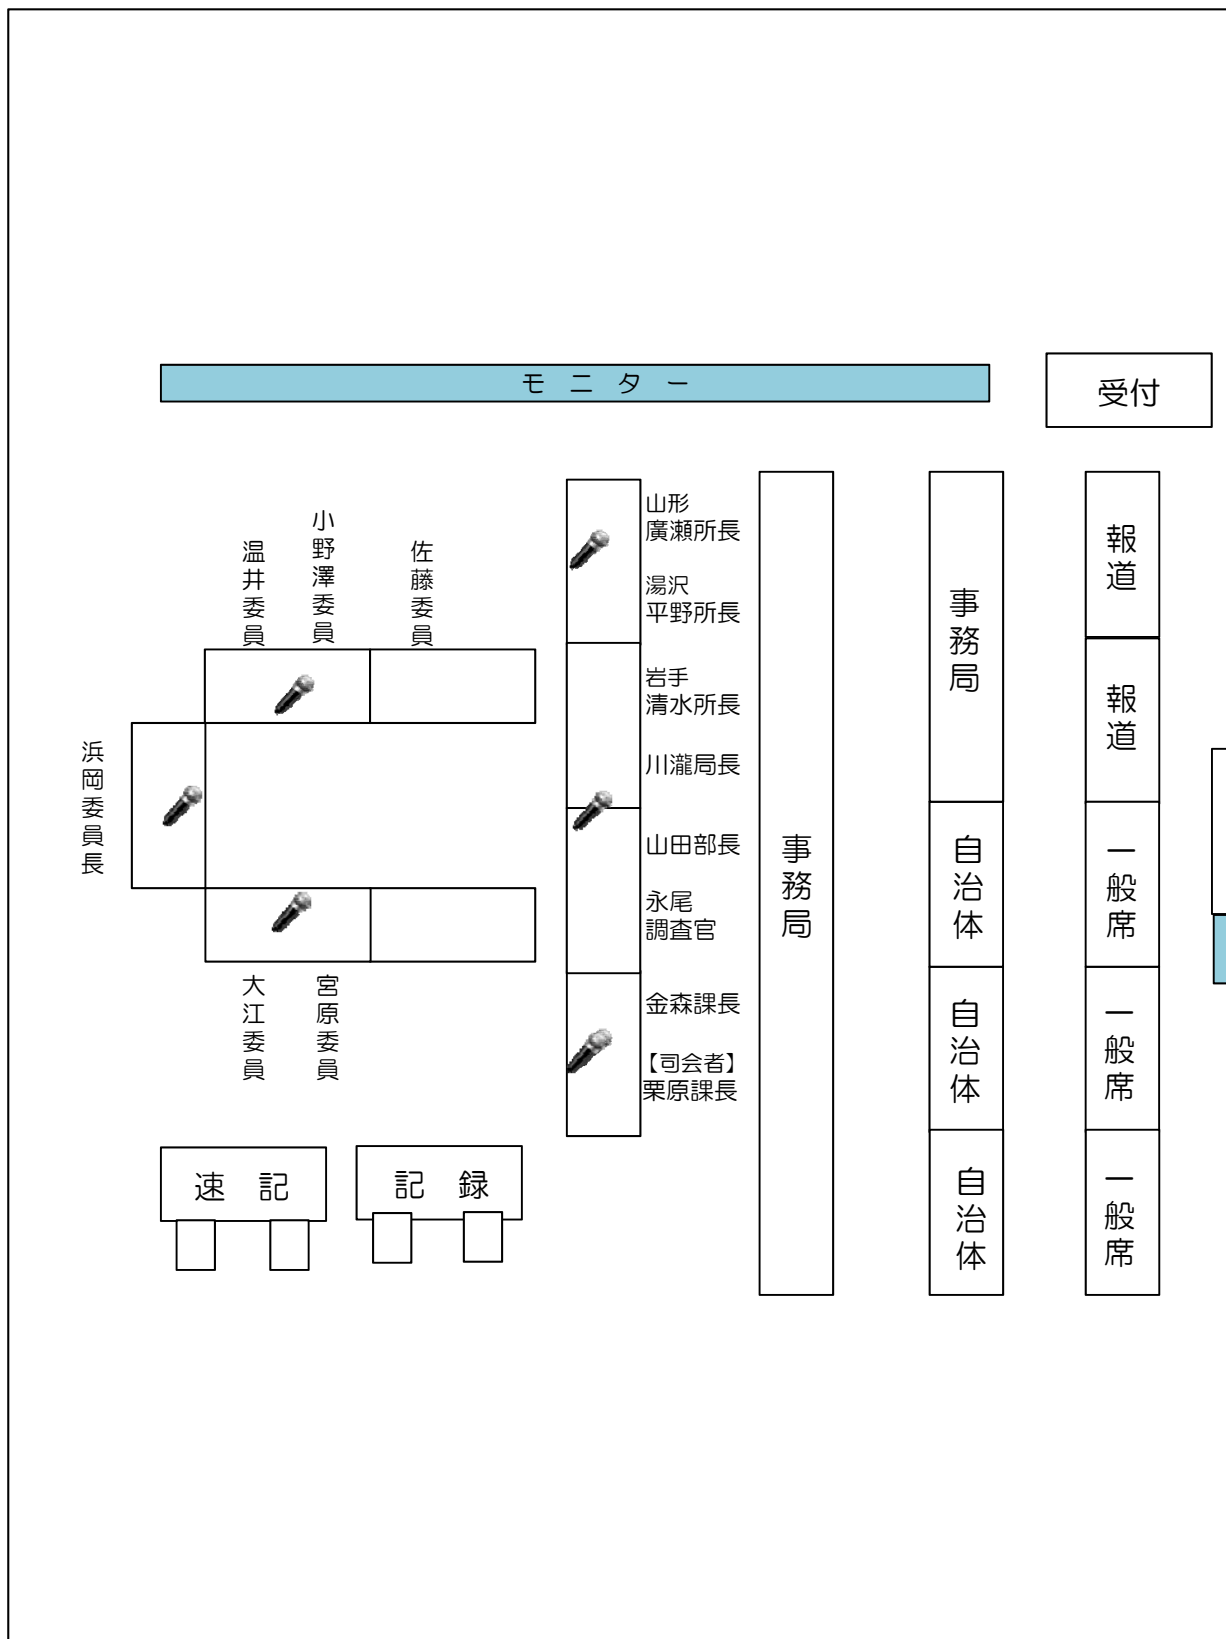 モニター
受付
小野澤委員
温井委員
佐藤委員
浜岡委員長
大江委員
宮原委員
山形
廣瀬所長
湯沢
平野所長
岩手
清水所長
川瀧局長
山田部長
永尾
調査官
金森課長
【司会者】
栗原課長
事務局
事務局
自治体
自治体
自治体
報道
報道
一般席
一般席
一般席
速記
記録